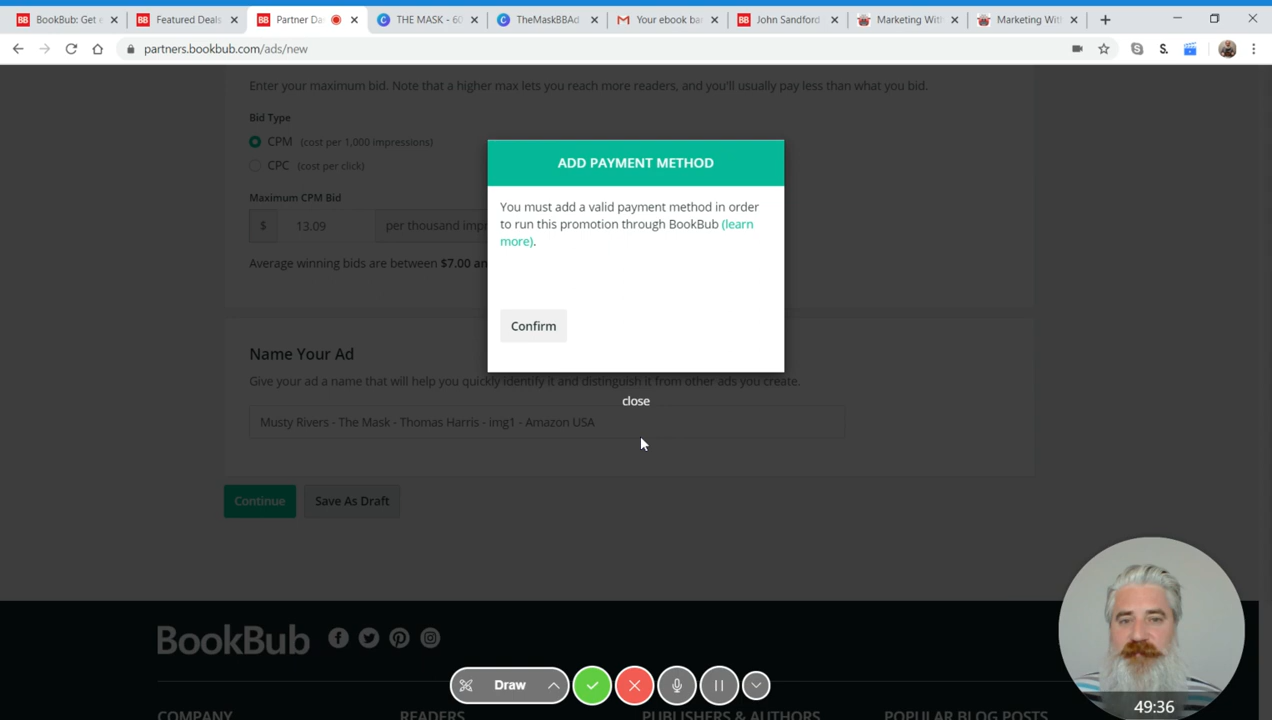 BookBub: Get e
Featured Deals
Partner Da
THE MASK - 60
TheMaskBBAd
Your ebook ba
John Sandford
Marketing Wit
Marketing Wit
partners.bookbub.com/ads/new
Enter your maximum bid. Note that a higher max lets you reach more readers, and you'll usually pay less than what you bid.
Bid Type
CPM (cost per 1,000 impressions)
CPC (cost per click)
Maximum CPM Bid
$ 13.09 per thousand impr
Average winning bids are between $7.00 an
ADD PAYMENT METHOD
You must add a valid payment method in order
to run this promotion through BookBub (learn
more).
Confirm
close
Name Your Ad
Give your ad a name that will help you quickly identify it and distinguish it from other ads you create.
Musty Rivers - The Mask - Thomas Harris - img1 - Amazon USA
Continue
Save As Draft
BookBub
COMPANY
READERS
PUBLISHERS & AUTHORS
POPULAR BLOG POSTS
Draw
49:36